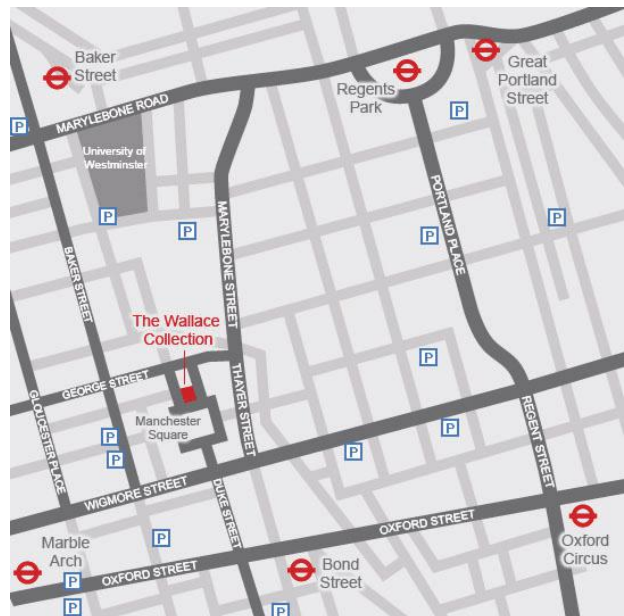 Baker
Street
Great
Portland
Street
Regents
Park
P
MARYLEBONE ROAD
P
University of
Westminster
P
P
P
P
PORTLAND PLACE
MARYLEBONE STREET
BAKER STREET
The Wallace
Collection
P
GEORGE STREET
THAYER STREET
GLOUCESTER PLACE
Manchester
Square
REGENT STREET
P
P
P
P
WIGMORE STREET
DUKE STREET
OXFORD STREET
P
Oxford
Circus
Marble
Arch
Bond
Street
P
OXFORD STREET
P
P